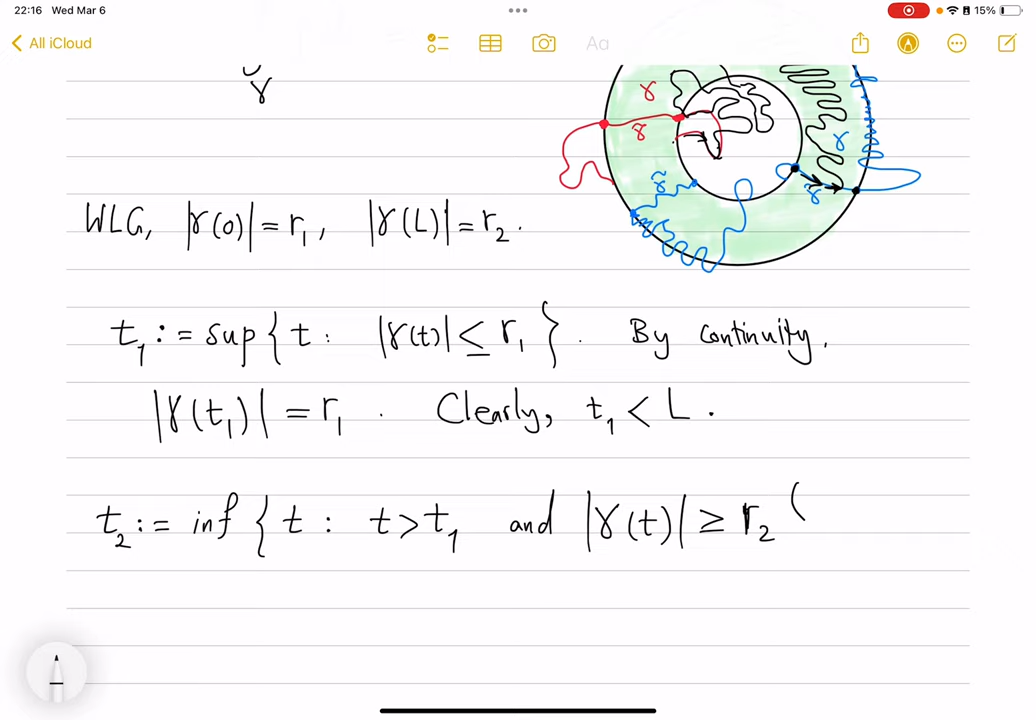 22:16 Wed Mar 6
15%
All iCloud
Aa
γ
γ
γ̃
γ
γ̃
γ̃
WLG, |γ(0)| = r₁, |γ(L)| = r₂.
t₁ := sup { t : |γ(t)| ≤ r₁ }. By continuity,
|γ(t₁)| = r₁. Clearly, t₁ < L.
t₂ := inf { t : t > t₁ and |γ(t)| ≥ r₂ (